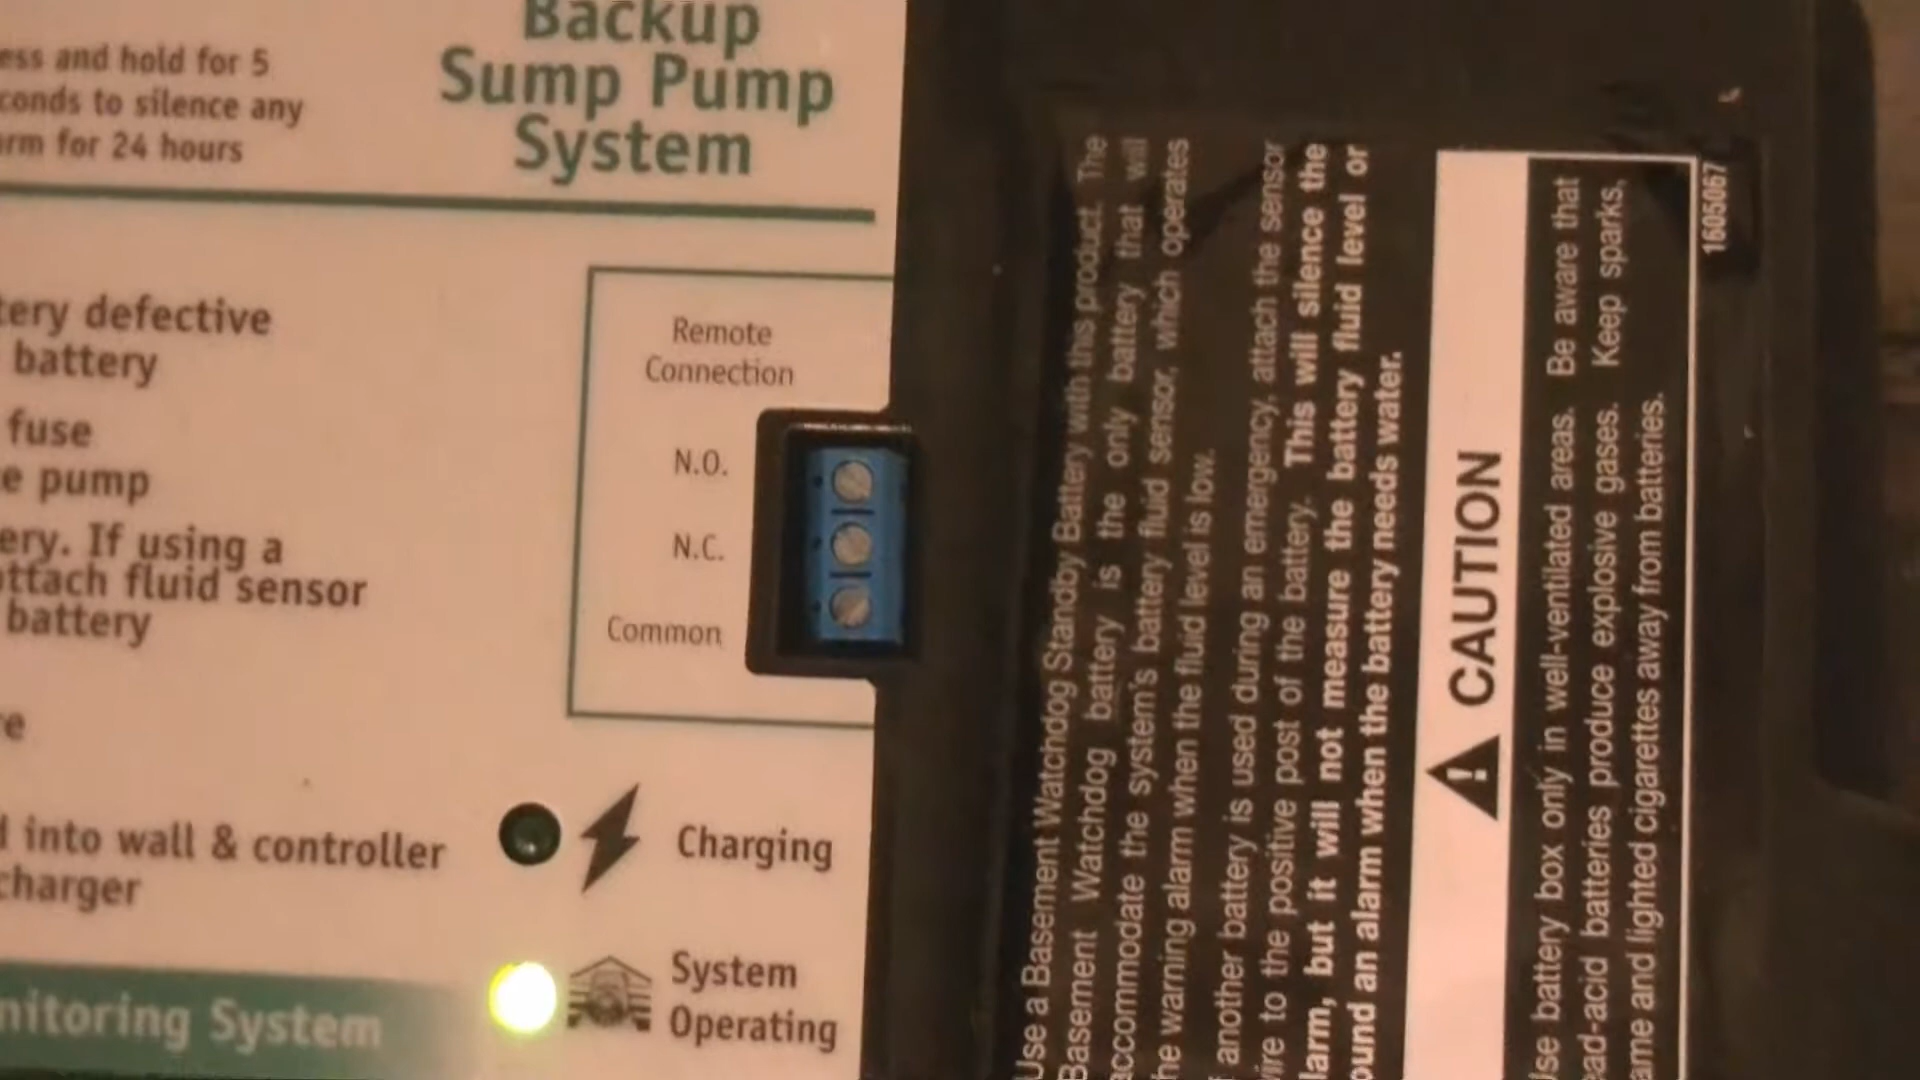 Backup
Sump Pump
System
ess and hold for 5
conds to silence any
rm for 24 hours
tery defective
battery
fuse
e pump
ery. If using a
ttach fluid sensor
battery
re
into wall & controller
charger
nitoring System
Remote
Connection
N.O.
N.C.
Common
Charging
System
Operating
Use a Basement Watchdog Standby Battery with this product. The
Basement Watchdog battery is the only battery that will
accommodate the system's battery fluid sensor, which operates
he warning alarm when the fluid level is low.
f another battery is used during an emergency, attach the sensor
wire to the positive post of the battery. This will silence the
larm, but it will not measure the battery fluid level or
ound an alarm when the battery needs water.
CAUTION
Use battery box only in well-ventilated areas. Be aware that
ead-acid batteries produce explosive gases. Keep sparks,
ame and lighted cigarettes away from batteries.
1605067